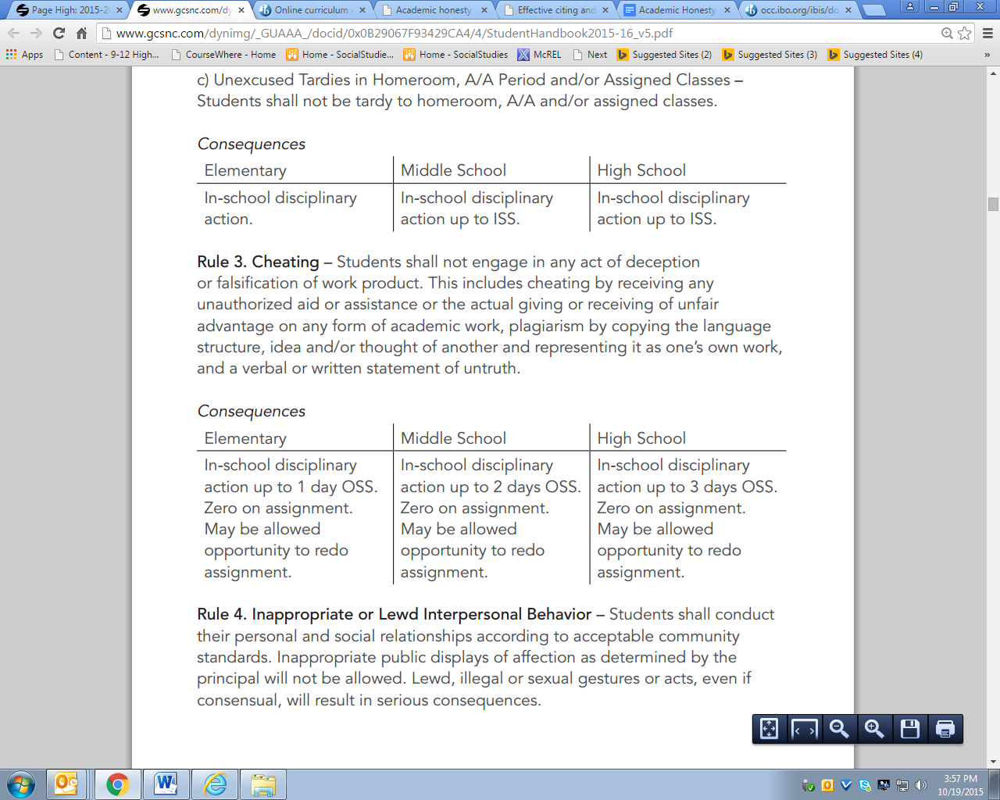 Page High: 2015-2
www.gcsnc.com/dy
Online curriculum
Academic honesty
Effective citing and
Academic Honesty
occ.ibo.org/ibis/do
www.gcsnc.com/dynimg/_GUAAA_/docid/0x0B29067F93429CA4/4/StudentHandbook2015-16_v5.pdf
Apps
Content - 9-12 High...
CourseWhere - Home
Home - SocialStudie...
Home - SocialStudies
McREL
Next
Suggested Sites (2)
Suggested Sites (3)
Suggested Sites (4)
»
c) Unexcused Tardies in Homeroom, A/A Period and/or Assigned Classes –
Students shall not be tardy to homeroom, A/A and/or assigned classes.
Consequences
Elementary
Middle School
High School
In-school disciplinary
action.
In-school disciplinary
action up to ISS.
In-school disciplinary
action up to ISS.
Rule 3. Cheating – Students shall not engage in any act of deception
or falsification of work product. This includes cheating by receiving any
unauthorized aid or assistance or the actual giving or receiving of unfair
advantage on any form of academic work, plagiarism by copying the language
structure, idea and/or thought of another and representing it as one’s own work,
and a verbal or written statement of untruth.
Consequences
Elementary
Middle School
High School
In-school disciplinary
action up to 1 day OSS.
Zero on assignment.
May be allowed
opportunity to redo
assignment.
In-school disciplinary
action up to 2 days OSS.
Zero on assignment.
May be allowed
opportunity to redo
assignment.
In-school disciplinary
action up to 3 days OSS.
Zero on assignment.
May be allowed
opportunity to redo
assignment.
Rule 4. Inappropriate or Lewd Interpersonal Behavior – Students shall conduct
their personal and social relationships according to acceptable community
standards. Inappropriate public displays of affection as determined by the
principal will not be allowed. Lewd, illegal or sexual gestures or acts, even if
consensual, will result in serious consequences.
3:57 PM
10/19/2015